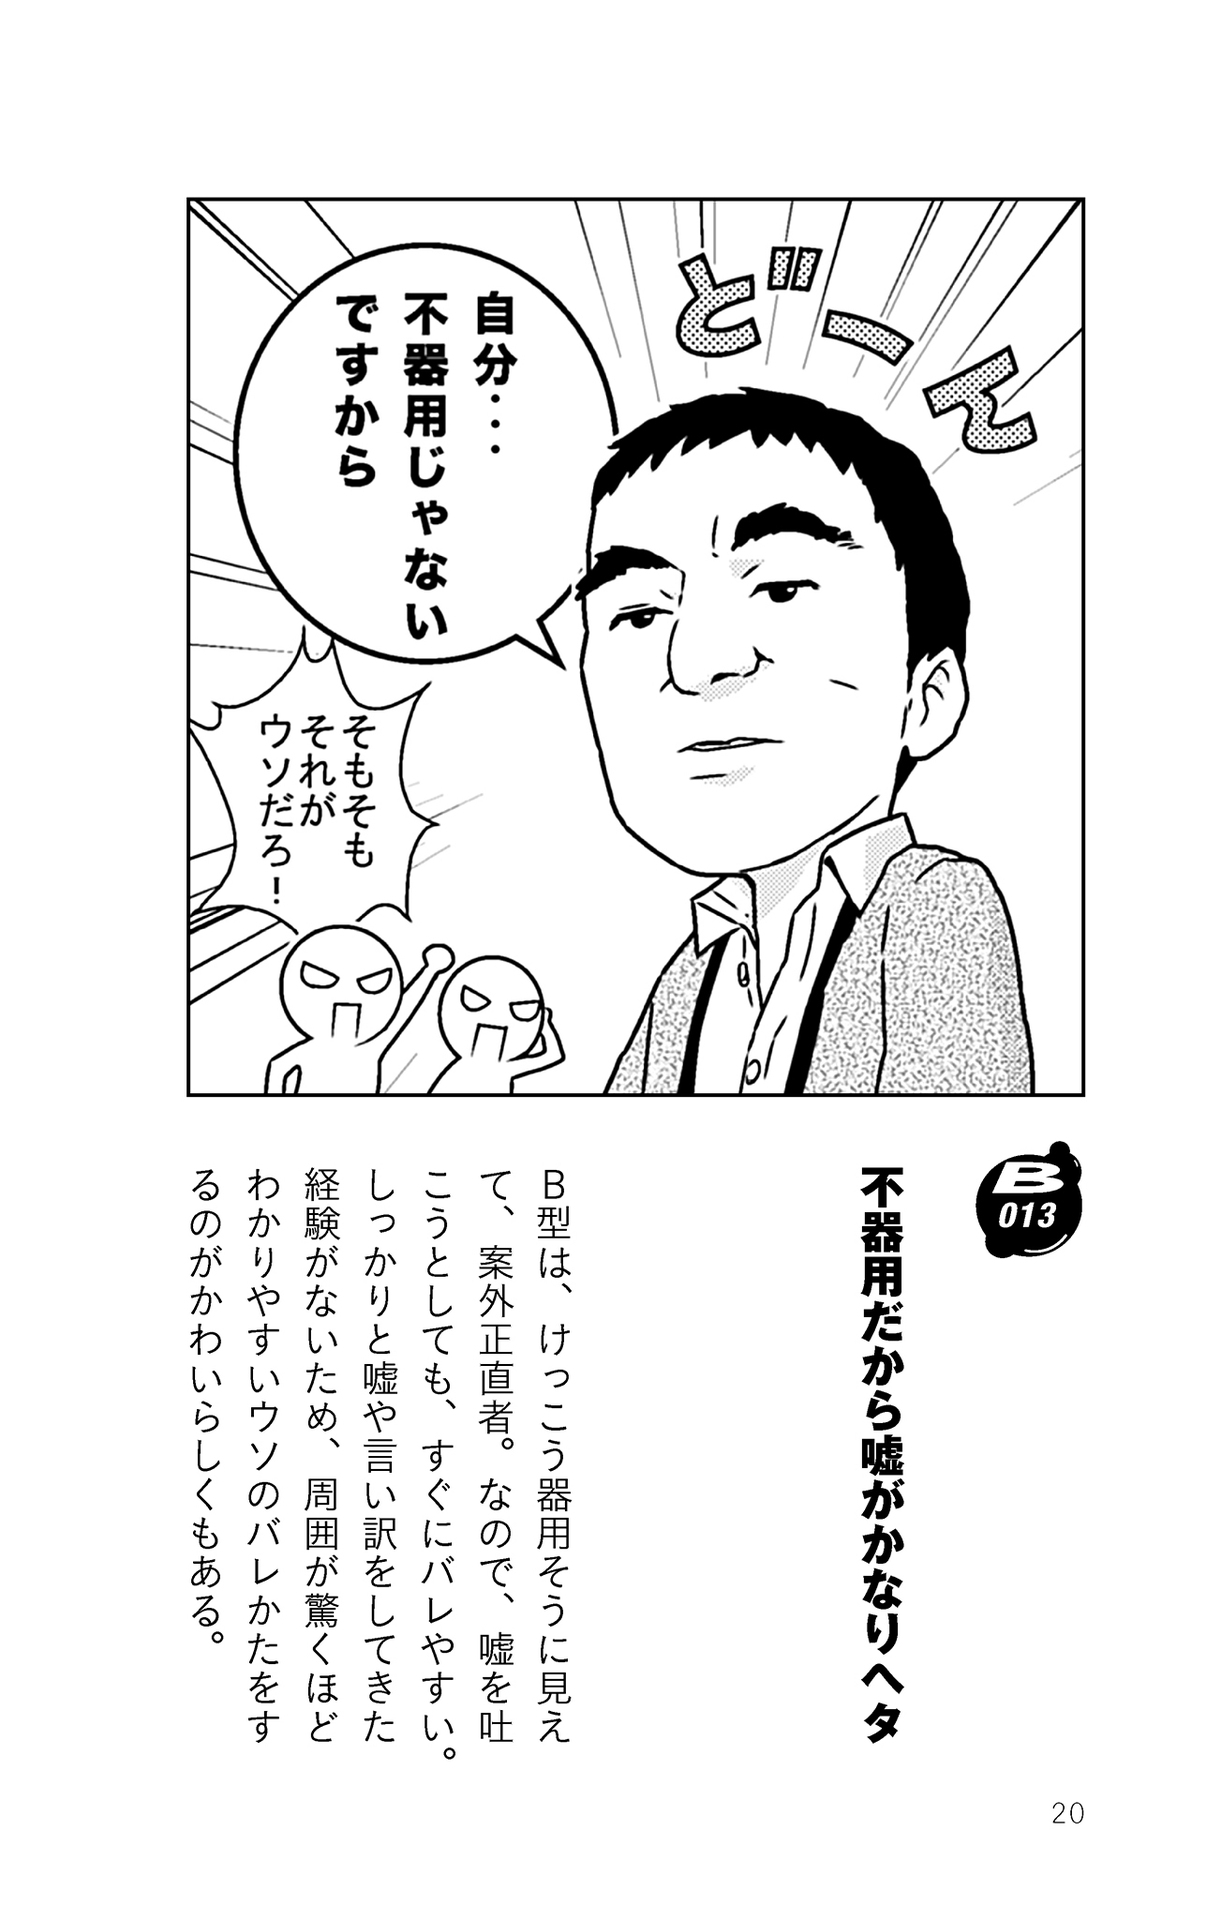 どーん
自分・・・
不器用じゃない
ですから
そもそも
それが
ウソだろ！
B
013
不器用だから嘘がかなりヘタ
B型は、けっこう器用そうに見え
て、案外正直者。なので、嘘を吐
こうとしても、すぐにバレやすい。
しっかりと嘘や言い訳をしてきた
経験がないため、周囲が驚くほど
わかりやすいウソのバレかたをす
るのがかわいらしくもある。
20